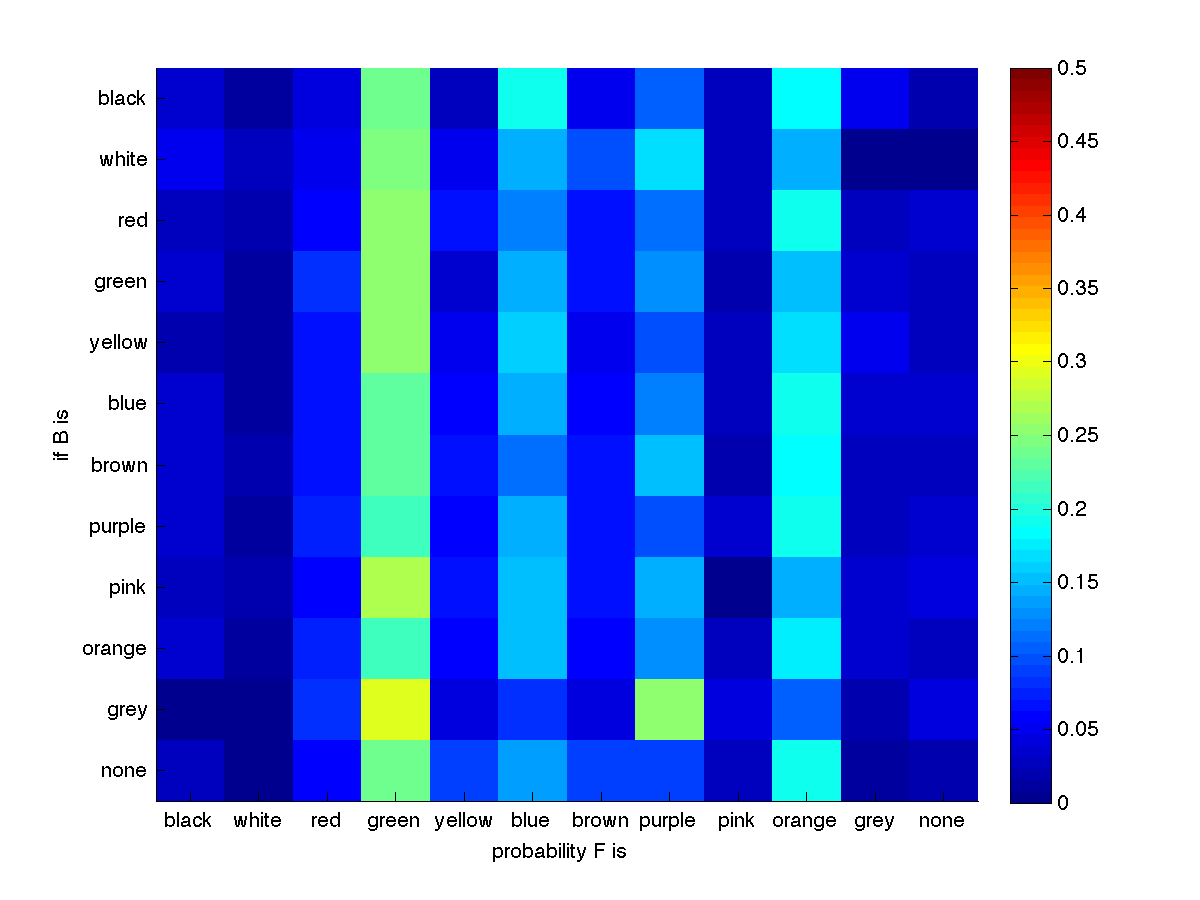 black
white
red
green
yellow
blue
brown
purple
pink
orange
grey
none
if B is
black white red green yellow blue brown purple pink orange grey none
probability F is
0.5
0.45
0.4
0.35
0.3
0.25
0.2
0.15
0.1
0.05
0